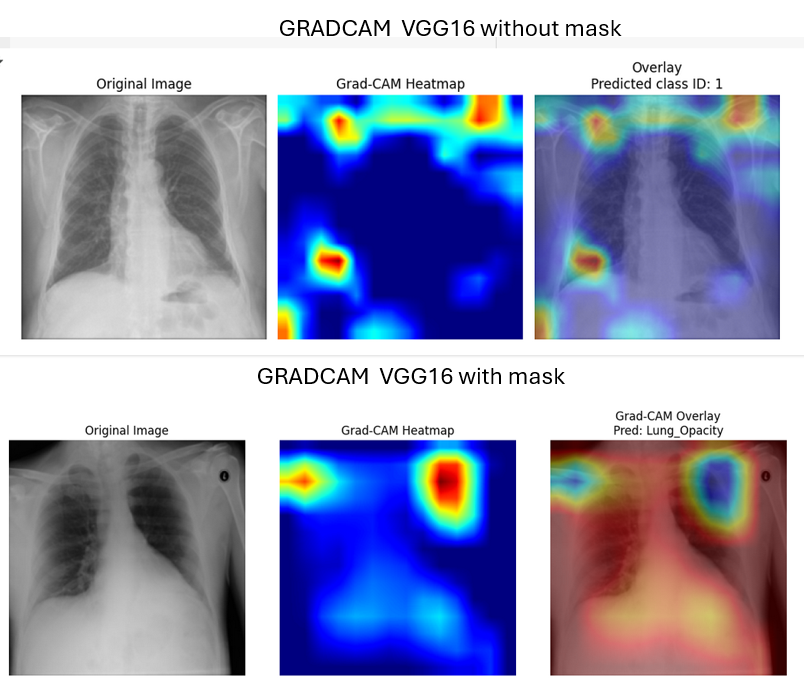 GRADCAM VGG16 without mask
Original Image
Grad-CAM Heatmap
Overlay
Predicted class ID: 1
GRADCAM VGG16 with mask
Original Image
Grad-CAM Heatmap
Grad-CAM Overlay
Pred: Lung_Opacity